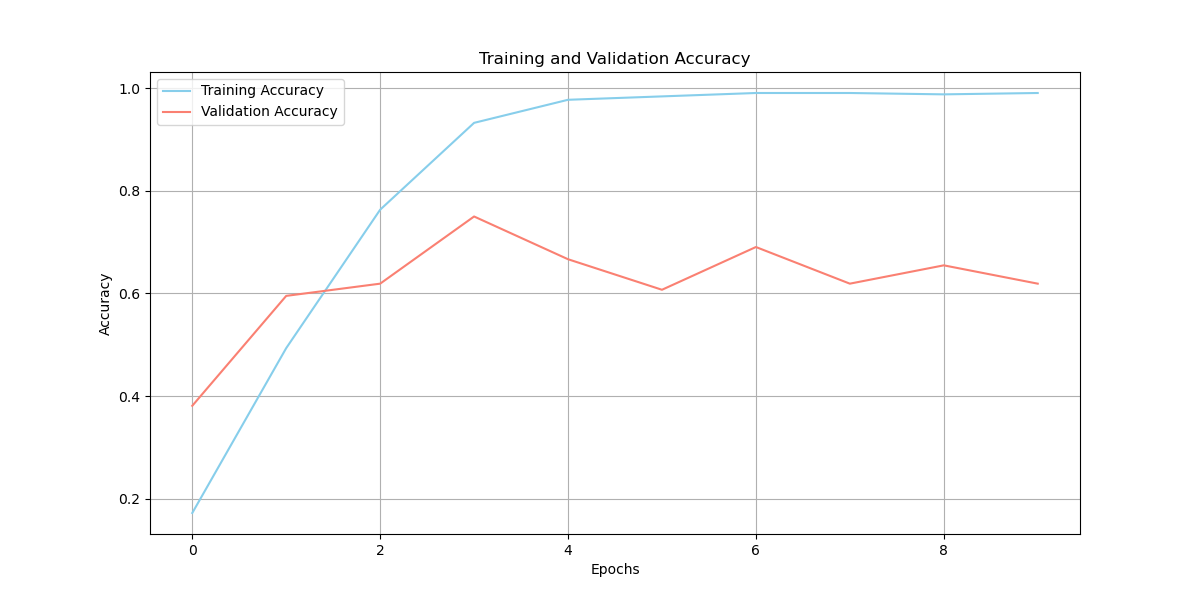 Training and Validation Accuracy
Training Accuracy
Validation Accuracy
1.0
0.8
0.6
0.4
0.2
Accuracy
0 2 4 6 8
Epochs